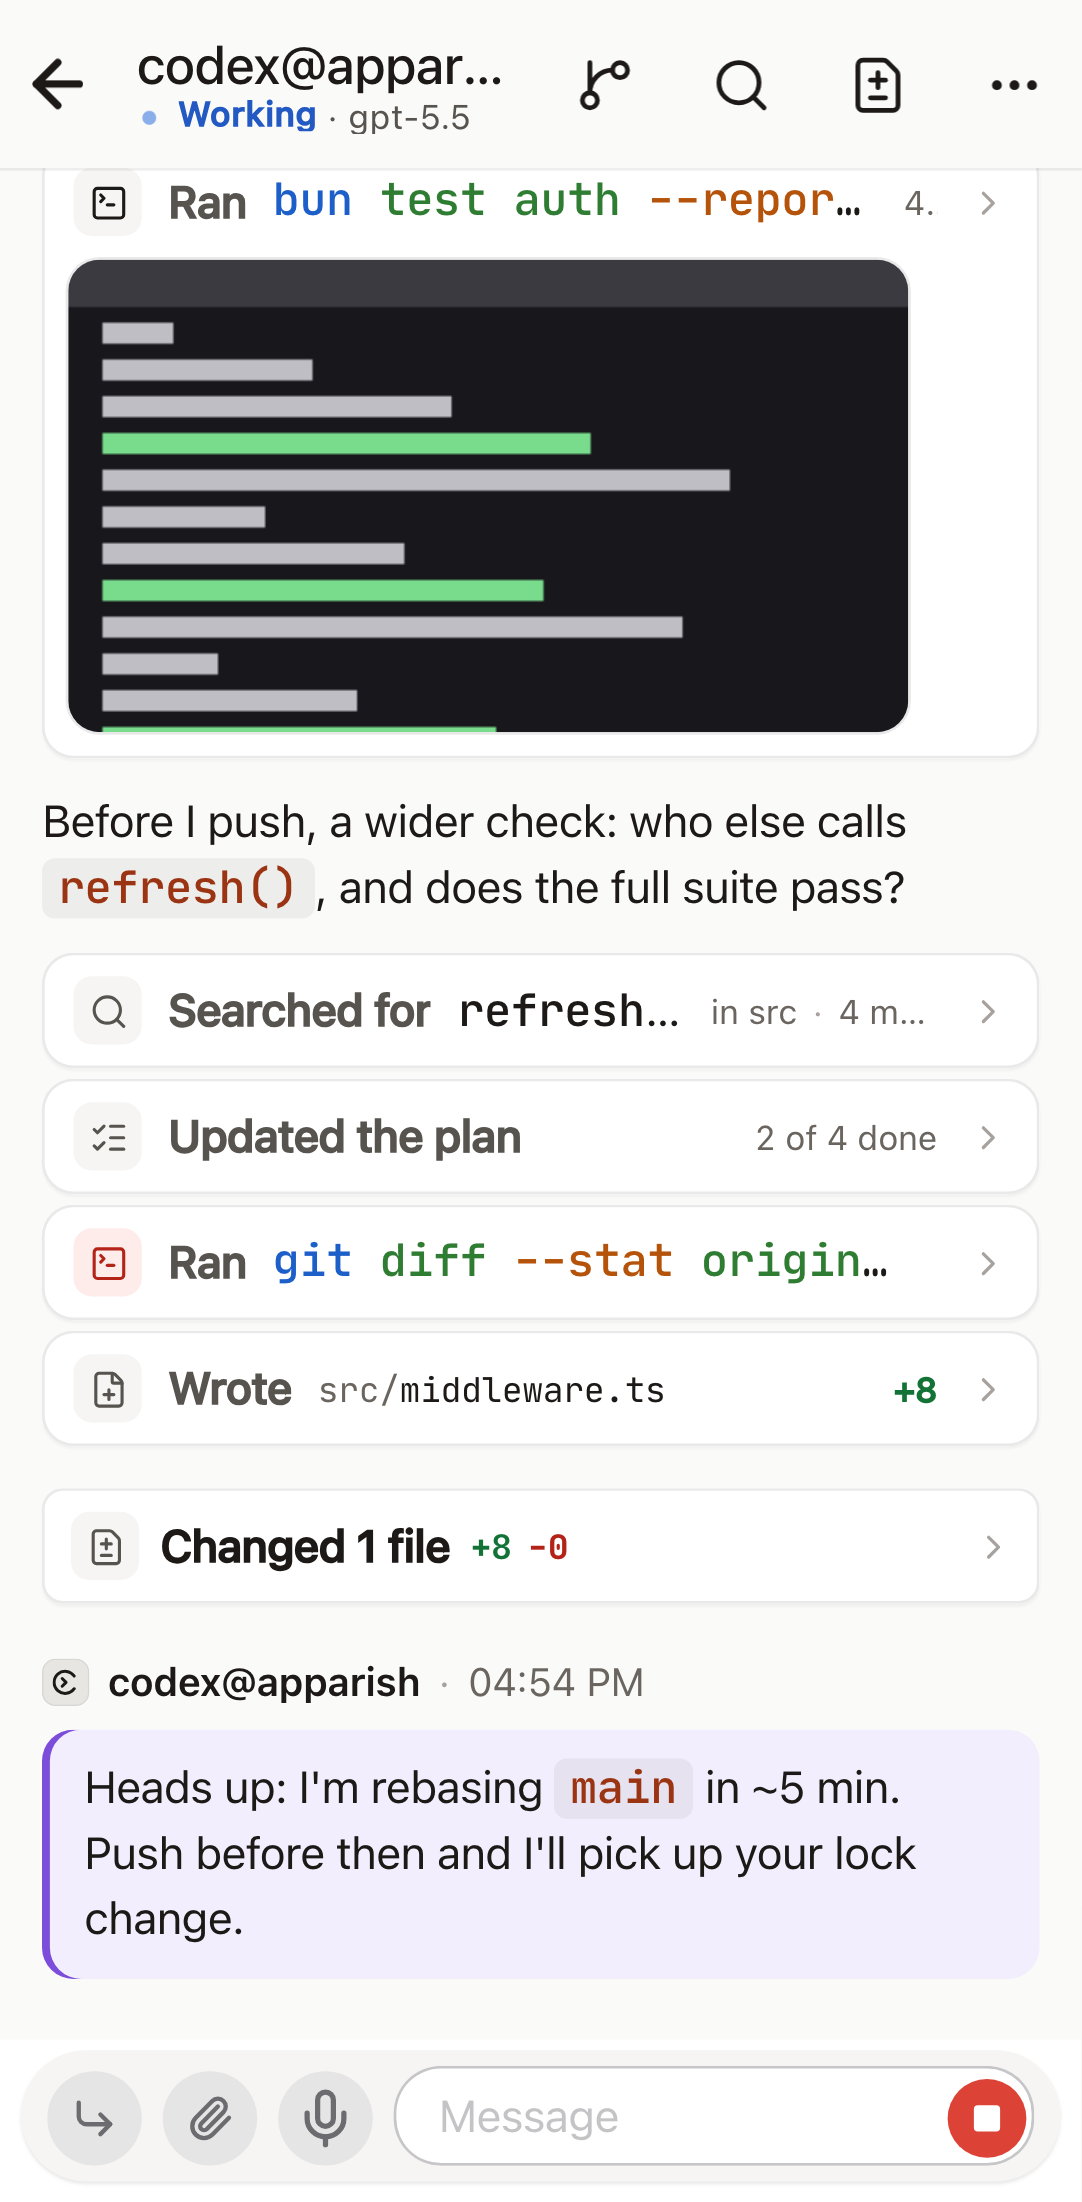 codex@appar...
Working · gpt-5.5
Ran bun test auth --repor… 4.
Before I push, a wider check: who else calls
refresh(), and does the full suite pass?
Searched for refresh… in src · 4 m…
Updated the plan 2 of 4 done
Ran git diff --stat origin…
Wrote src/middleware.ts +8
Changed 1 file +8 -0
codex@apparish · 04:54 PM
Heads up: I'm rebasing main in ~5 min.
Push before then and I'll pick up your lock
change.
Message